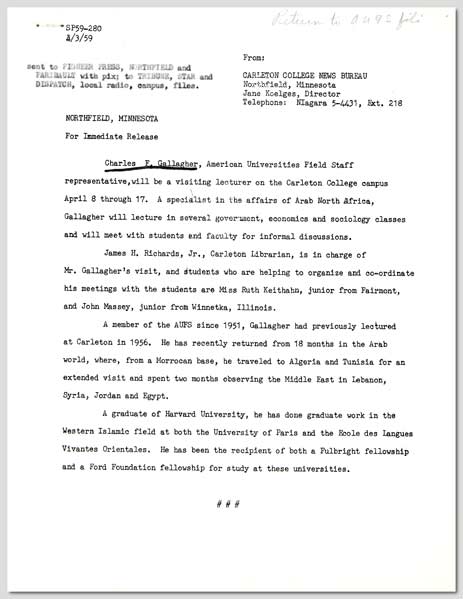 Return to
SP59-280
4/3/59
From:
sent to PIONEER PRESS, NORTHFIELD and
FARIBAULT with pix; to TRIBUNE, STAR and
DISPATCH, local radio, campus, files.
CARLETON COLLEGE NEWS BUREAU
Northfield, Minnesota
Jane Koelges, Director
Telephone: NIagara 5-4431, Ext. 218
NORTHFIELD, MINNESOTA
For Immediate Release
Charles F. Gallagher, American Universities Field Staff
representative,will be a visiting lecturer on the Carleton College campus
April 8 through 17. A specialist in the affairs of Arab North Africa,
Gallagher will lecture in several government, economics and sociology classes
and will meet with students and faculty for informal discussions.
James H. Richards, Jr., Carleton Librarian, is in charge of
Mr. Gallagher's visit, and students who are helping to organize and co-ordinate
his meetings with the students are Miss Ruth Keithahn, junior from Fairmont,
and John Massey, junior from Winnetka, Illinois.
A member of the AUFS since 1951, Gallagher had previously lectured
at Carleton in 1956. He has recently returned from 18 months in the Arab
world, where, from a Morrocan base, he traveled to Algeria and Tunisia for an
extended visit and spent two months observing the Middle East in Lebanon,
Syria, Jordan and Egypt.
A graduate of Harvard University, he has done graduate work in the
Western Islamic field at both the University of Paris and the Ecole des Langues
Vivantes Orientales. He has been the recipient of both a Fulbright fellowship
and a Ford Foundation fellowship for study at these universities.
# # #